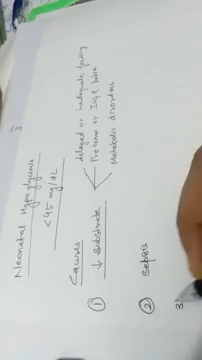 Neonatal Hypoglycemia
<45 mg/dL
Causes
① ↓ substrate
delayed or inadequate feeding
Preterm or IUGR babies
Metabolic disorders
② Sepsis
3